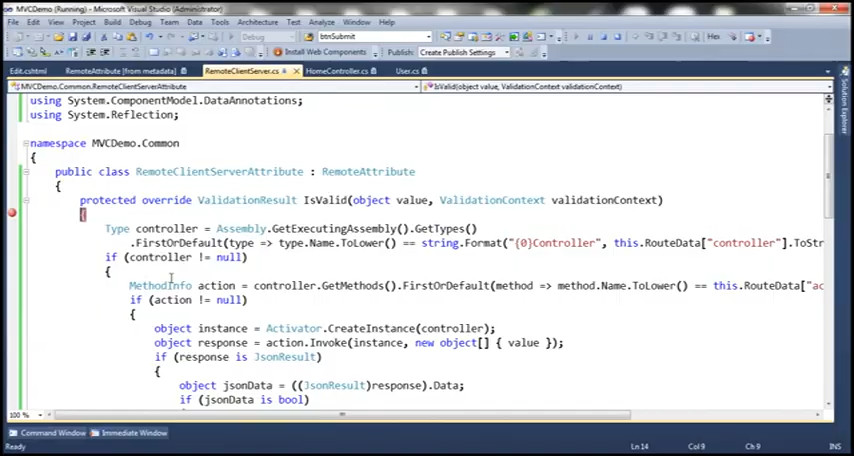 MVCDemo (Running) - Microsoft Visual Studio (Administrator)
File Edit View Project Build Debug Team Data Tools Architecture Test Analyze Window Help
Debug btnSubmit Hex
Install Web Components Publish: Create Publish Settings
Edit.cshtml RemoteAttribute [from metadata] RemoteClientServer.cs HomeController.cs User.cs
MVCDemo.Common.RemoteClientServerAttribute IsValid(object value, ValidationContext validationContext)
using System.ComponentModel.DataAnnotations;
using System.Reflection;
namespace MVCDemo.Common
{
public class RemoteClientServerAttribute : RemoteAttribute
{
protected override ValidationResult IsValid(object value, ValidationContext validationContext)
{
Type controller = Assembly.GetExecutingAssembly().GetTypes()
.FirstOrDefault(type => type.Name.ToLower() == string.Format("{0}Controller", this.RouteData["controller"].ToStr
if (controller != null)
{
MethodInfo action = controller.GetMethods().FirstOrDefault(method => method.Name.ToLower() == this.RouteData["ac
if (action != null)
{
object instance = Activator.CreateInstance(controller);
object response = action.Invoke(instance, new object[] { value });
if (response is JsonResult)
{
object jsonData = ((JsonResult)response).Data;
if (jsonData is bool)
100 %
Command Window Immediate Window
Ready Ln 14 Col 9 Ch 9 INS
Solution Explorer